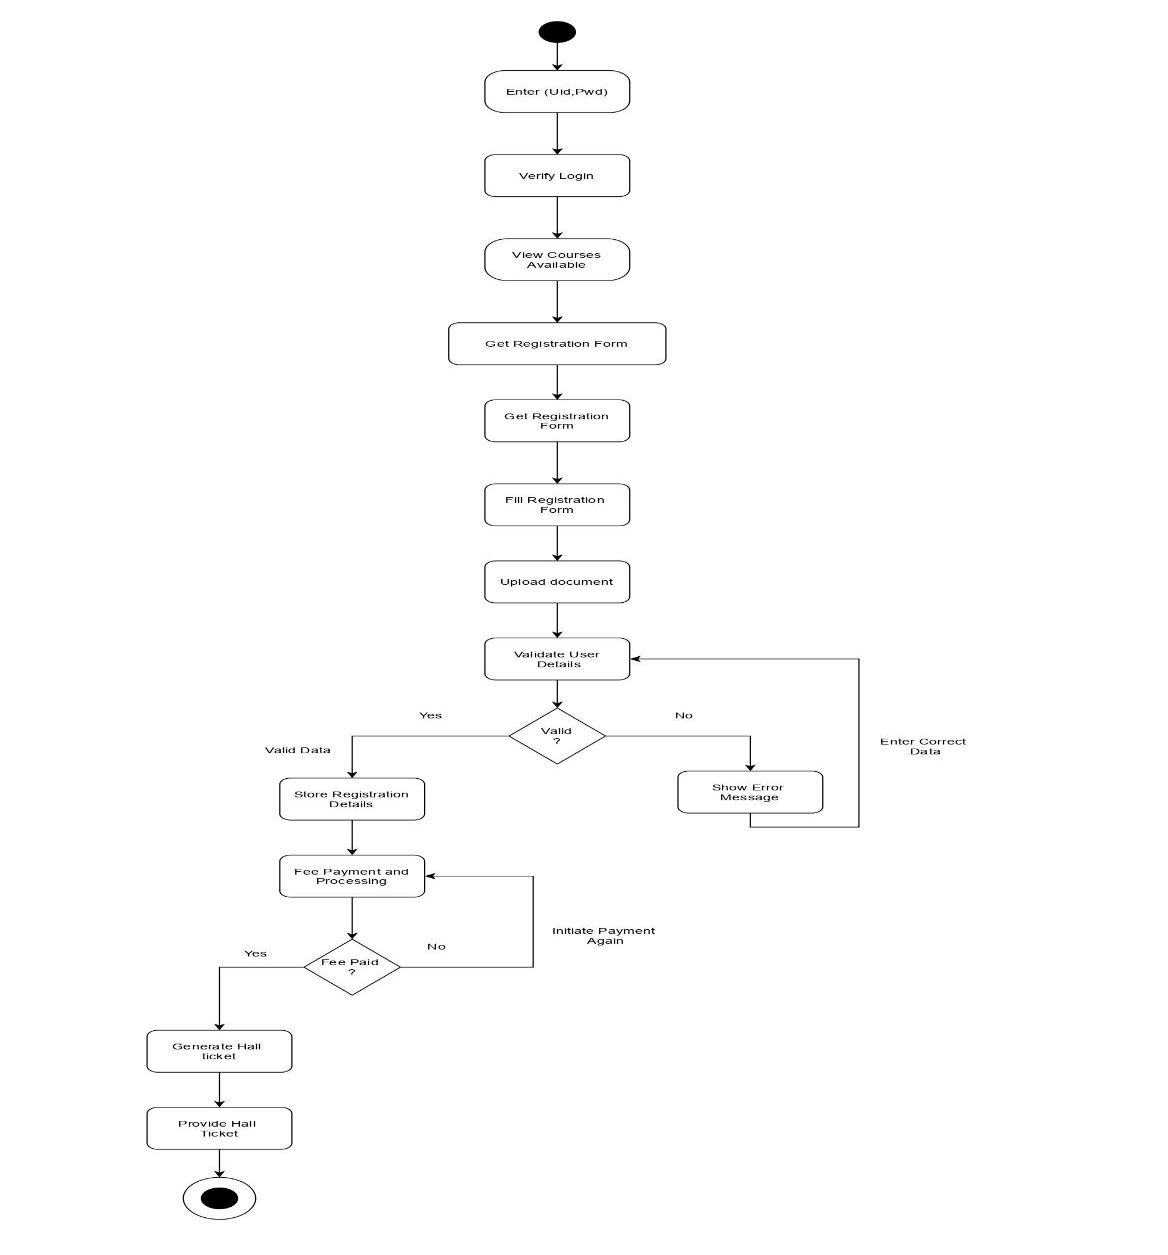 Enter (Uid,Pwd)
Verify Login
View Courses
Available
Get Registration Form
Get Registration
Form
Fill Registration
Form
Upload document
Validate User
Details
Yes
Valid
?
No
Valid Data
Enter Correct
Data
Store Registration
Details
Show Error
Message
Fee Payment and
Processing
Initiate Payment
Again
Yes
Fee Paid
?
No
Generate Hall
ticket
Provide Hall
Ticket